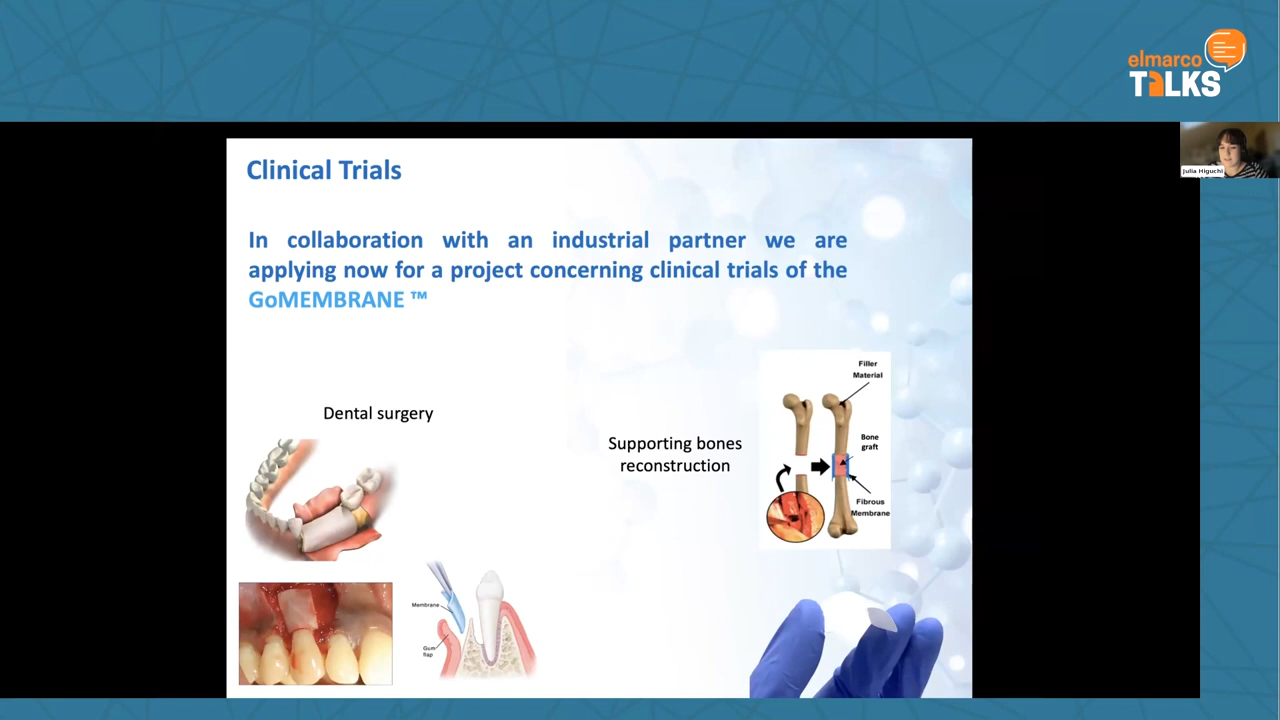 elmarco
TALKS
Julia Higuchi
Clinical Trials
In collaboration with an industrial partner we are
applying now for a project concerning clinical trials of the
GoMEMBRANE ™
Dental surgery
Supporting bones
reconstruction
Filler
Material
Bone
graft
Fibrous
Membrane
Membrane
Gum
flap